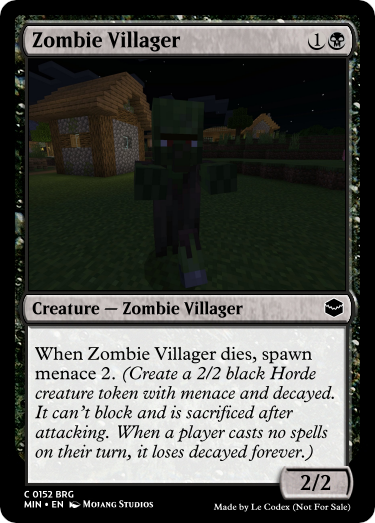 Zombie Villager 1
Creature — Zombie Villager
When Zombie Villager dies, spawn
menace 2. (Create a 2/2 black Horde
creature token with menace and decayed.
It can't block and is sacrificed after
attacking. When a player casts no spells
on their turn, it loses decayed forever.)
2/2
C 0152 BRG
MIN • EN Mojang Studios
Made by Le Codex (Not For Sale)